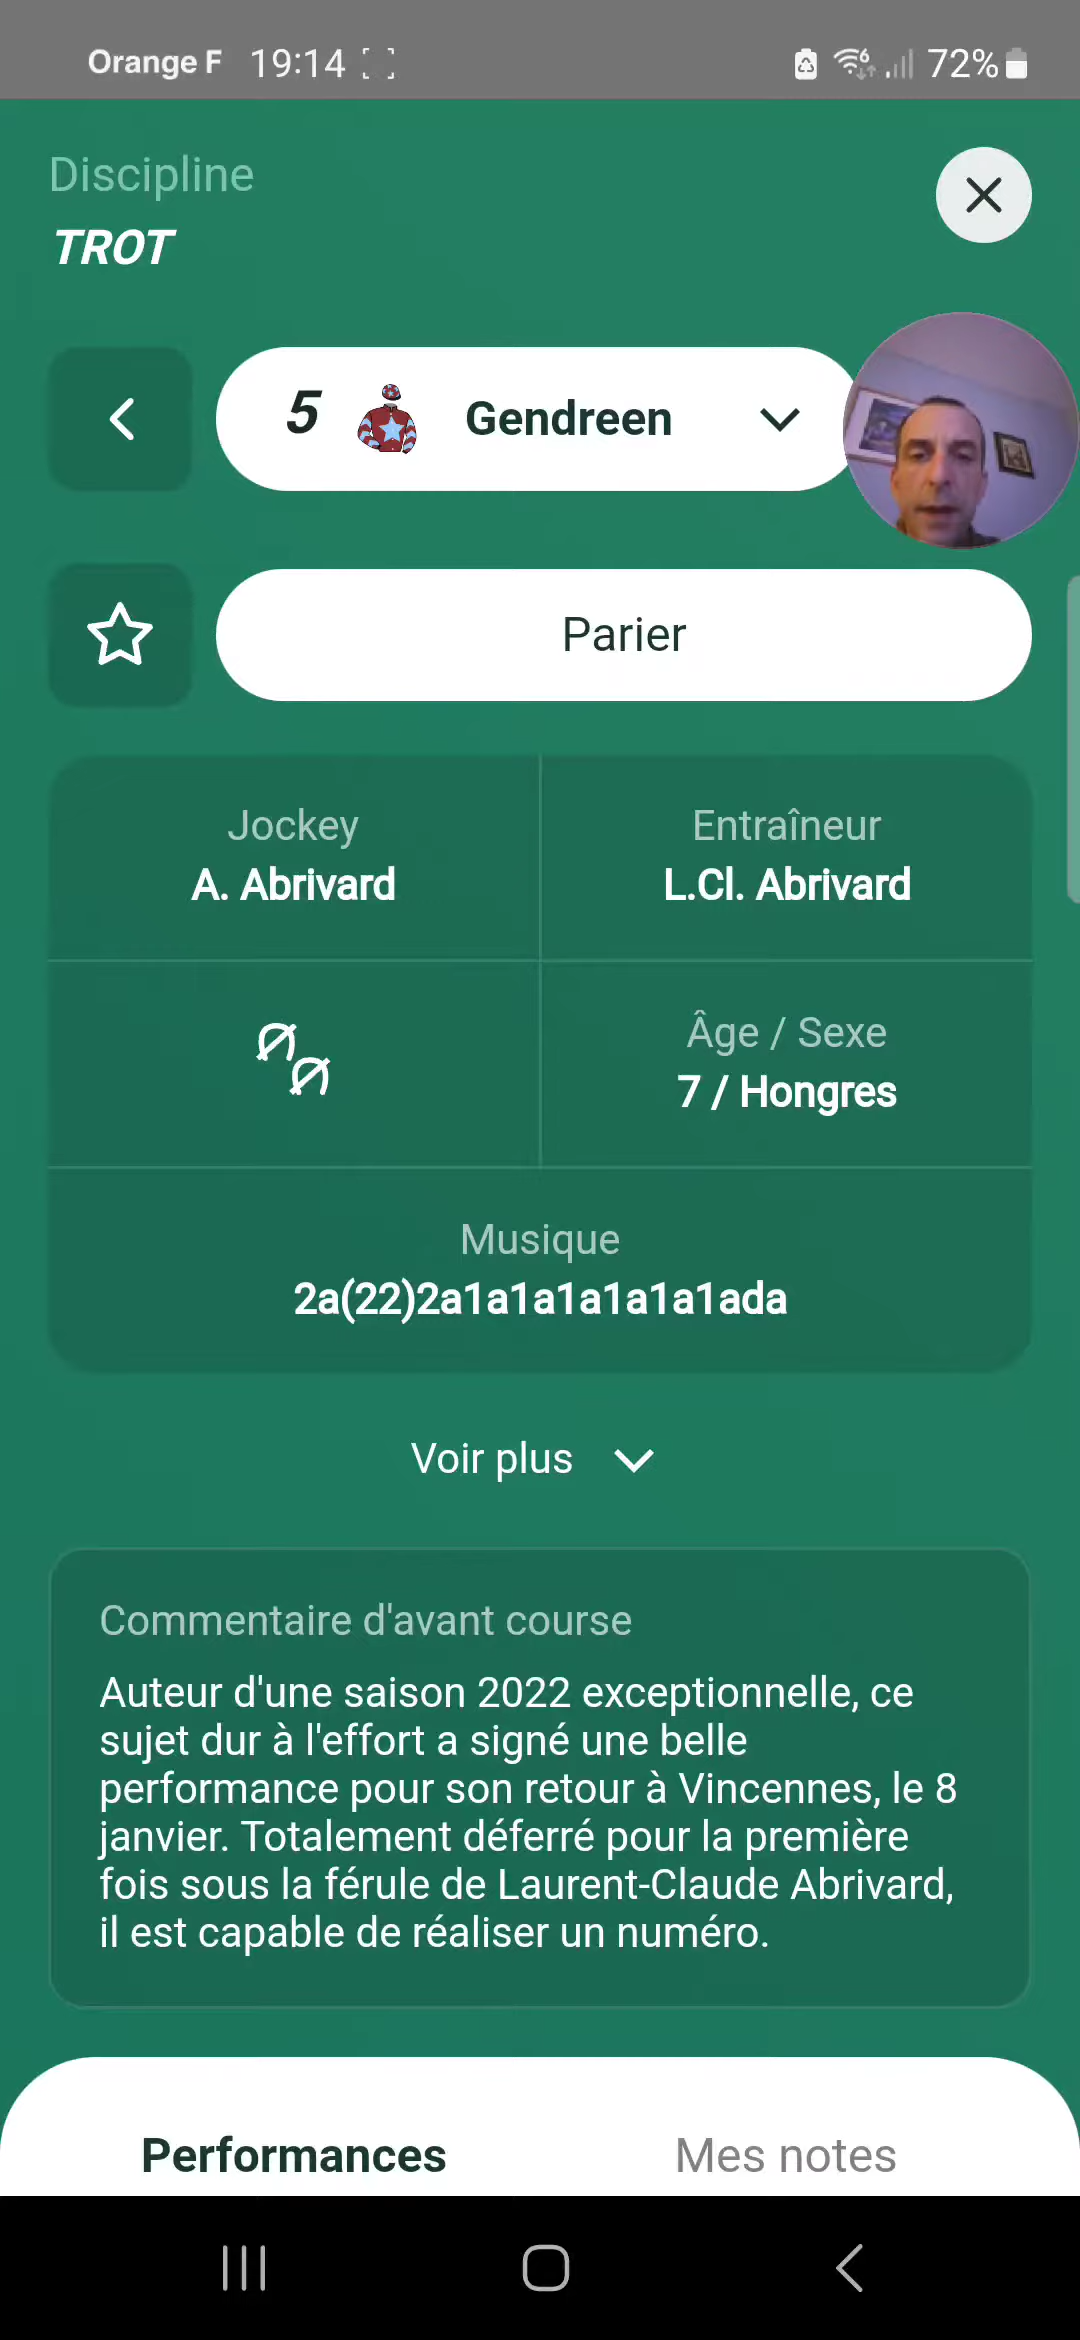 Orange F 19:14 72%
Discipline
TROT
5 Gendreen
Parier
Jockey
A. Abrivard
Entraîneur
L.Cl. Abrivard
Âge / Sexe
7 / Hongres
Musique
2a(22)2a1a1a1a1a1a1ada
Voir plus
Commentaire d'avant course
Auteur d'une saison 2022 exceptionnelle, ce
sujet dur à l'effort a signé une belle
performance pour son retour à Vincennes, le 8
janvier. Totalement déferré pour la première
fois sous la férule de Laurent-Claude Abrivard,
il est capable de réaliser un numéro.
Performances
Mes notes